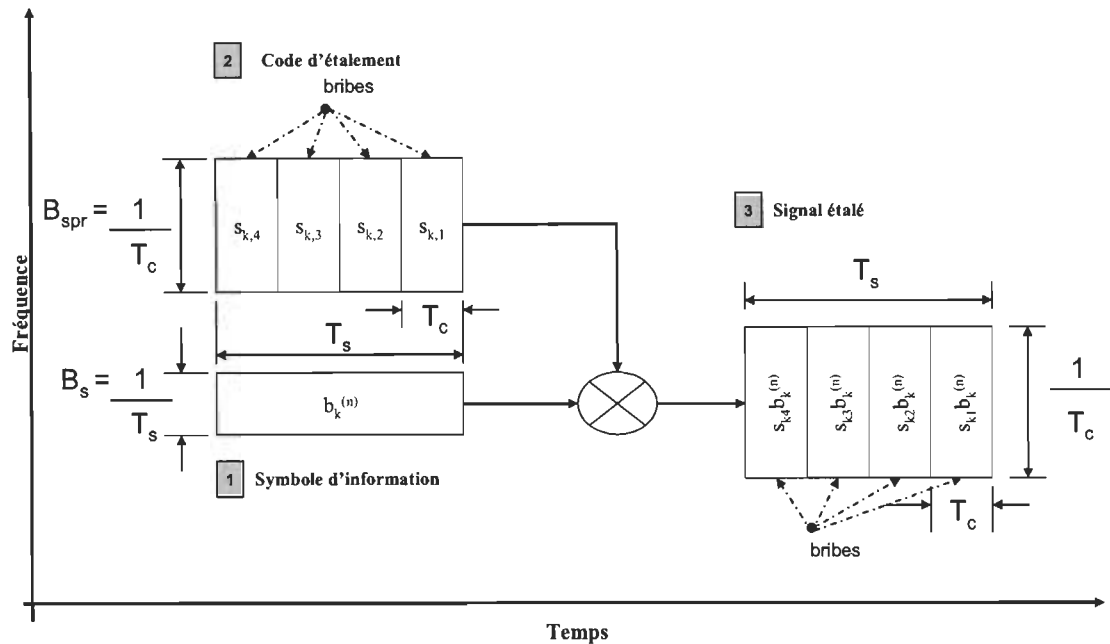 2 Code d'étalement
bribes
B_spr = 1/T_c
s_k,4 s_k,3 s_k,2 s_k,1
T_c
T_s
B_s = 1/T_s
b_k^(n)
1 Symbole d'information
3 Signal étalé
T_s
s_k4 b_k^(n) s_k3 b_k^(n) s_k2 b_k^(n) s_k1 b_k^(n)
1/T_c
T_c
bribes
Fréquence
Temps